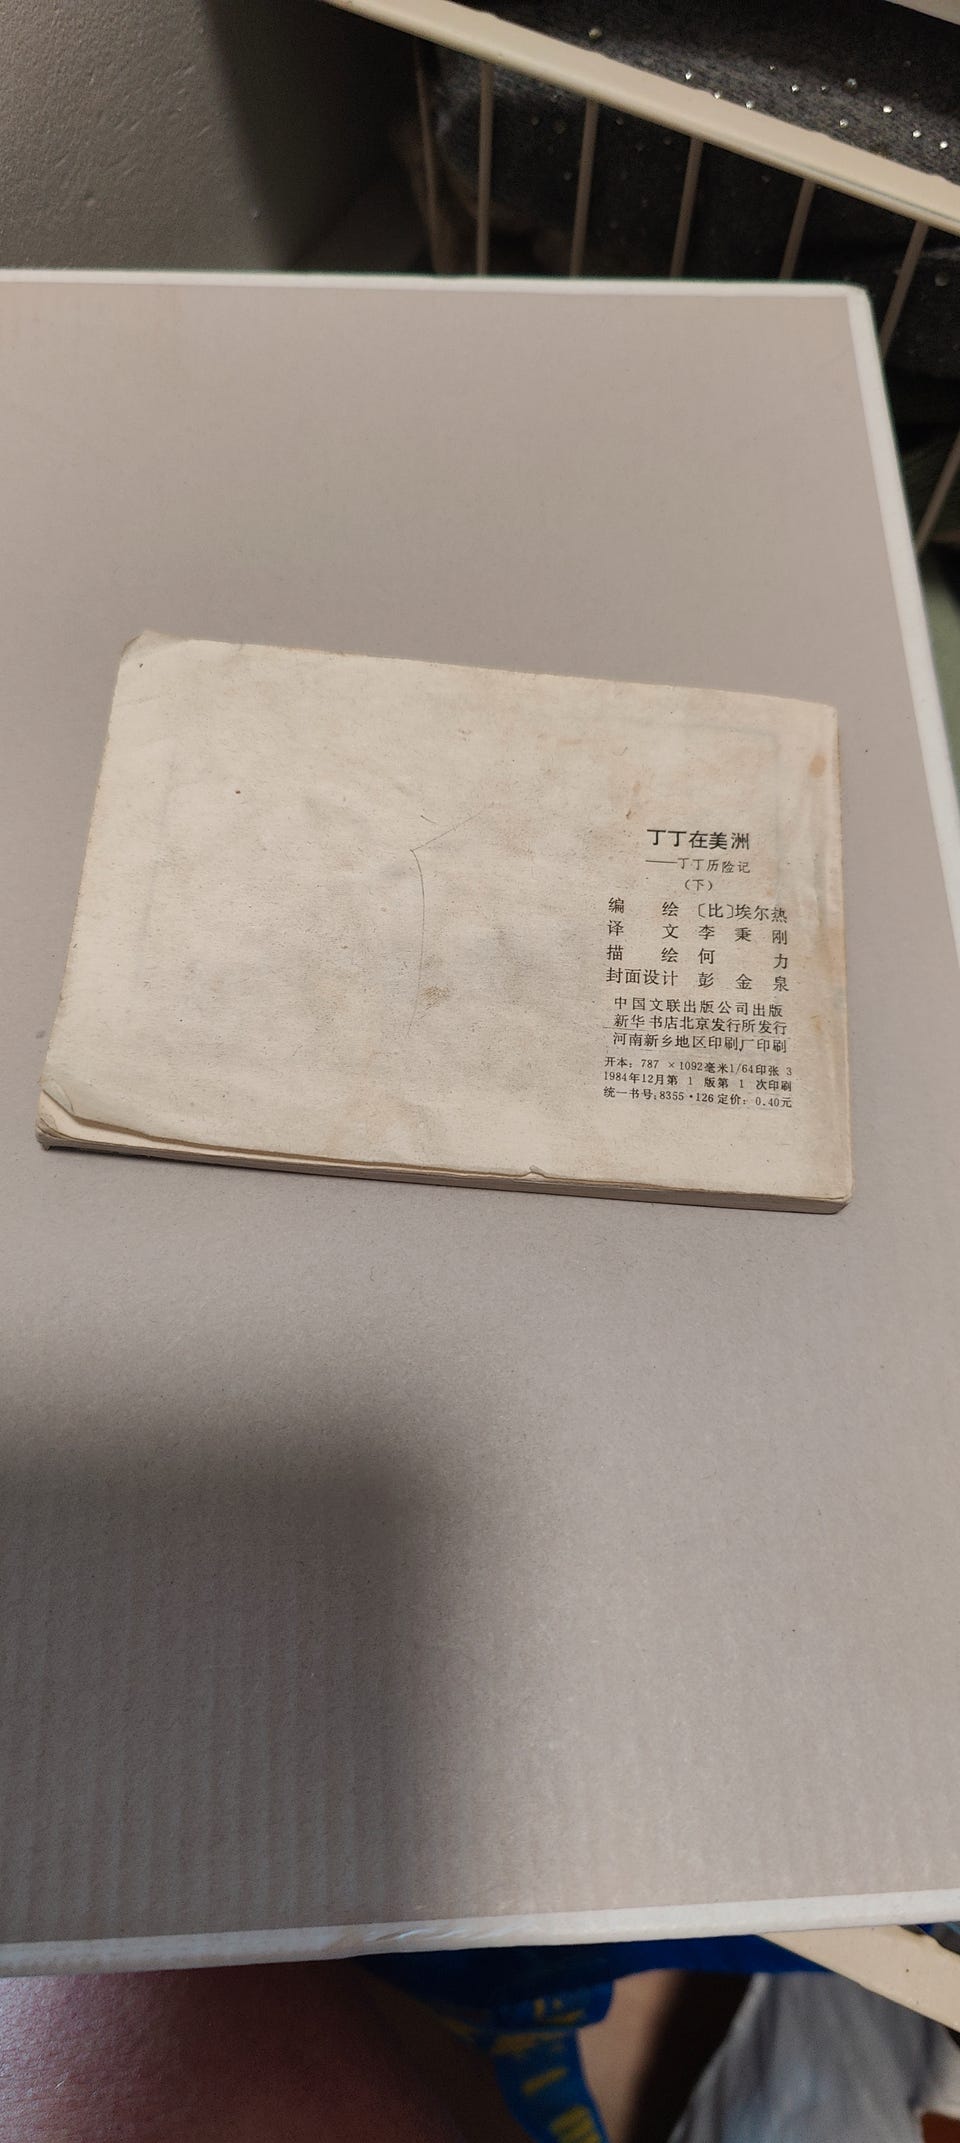 丁丁在美洲
——丁丁历险记
（下）
编 绘 〔比〕埃尔热
译 文 李秉刚
描 绘 何力
封面设计 彭金泉
中国文联出版公司出版
新华书店北京发行所发行
河南新乡地区印刷厂印刷
开本：787×1092毫米1/64印张 3
1984年12月第 1 版第 1 次印刷
统一书号：8355·126定价：0.40元